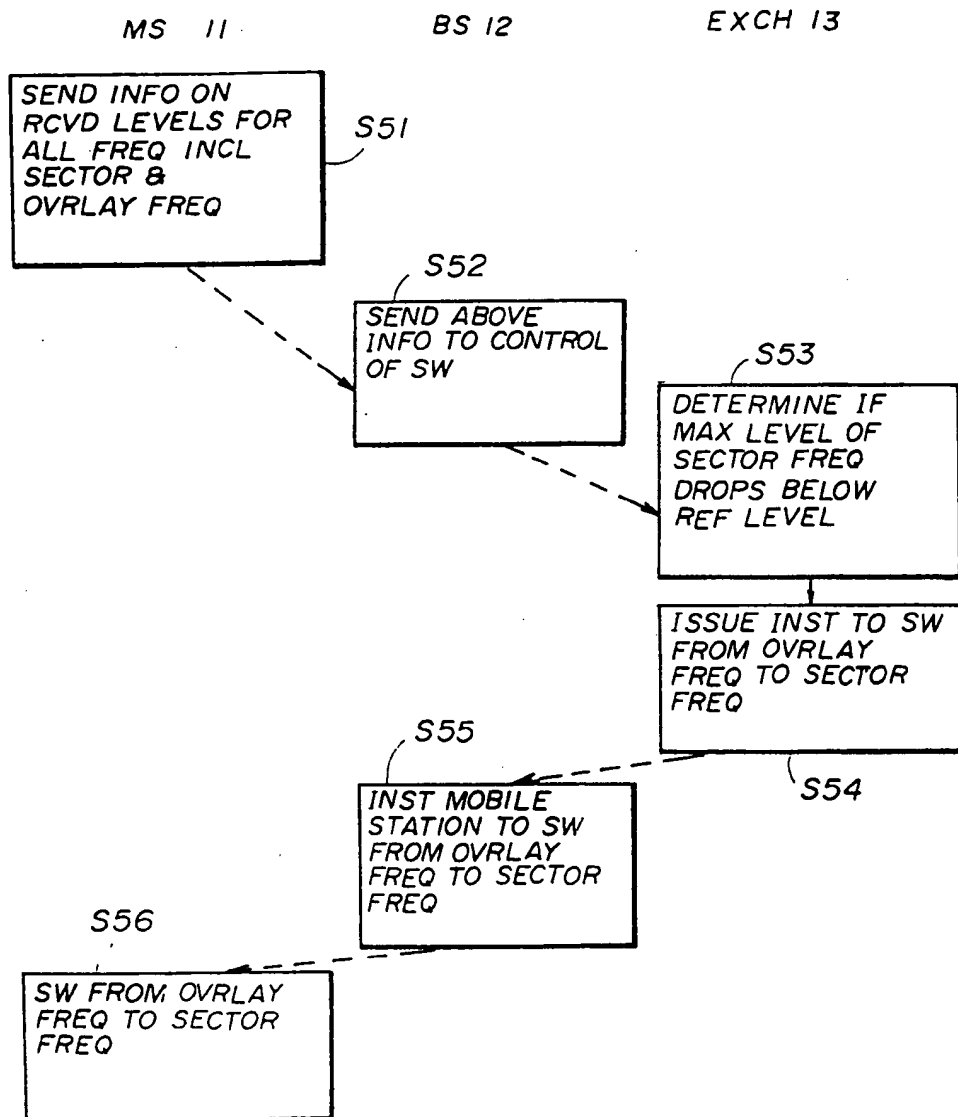 MS 11
BS 12
EXCH 13
SEND INFO ON
RCVD LEVELS FOR
ALL FREQ INCL
SECTOR &
OVRLAY FREQ
S51
S52
SEND ABOVE
INFO TO CONTROL
OF SW
S53
DETERMINE IF
MAX LEVEL OF
SECTOR FREQ
DROPS BELOW
REF LEVEL
ISSUE INST TO SW
FROM OVRLAY
FREQ TO SECTOR
FREQ
S54
S55
INST MOBILE
STATION TO SW
FROM OVRLAY
FREQ TO SECTOR
FREQ
S56
SW FROM OVRLAY
FREQ TO SECTOR
FREQ